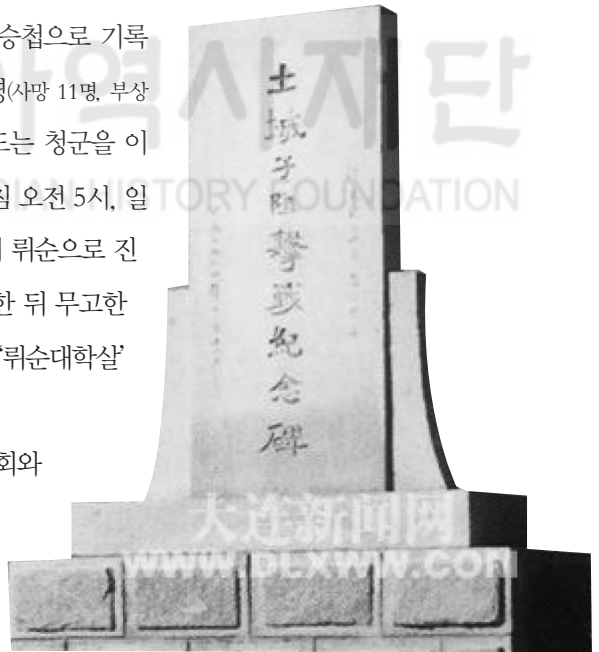 승첩으로 기록
명(사망 11명, 부상
또는 청군을 이
오전 5시, 일
뤼순으로 진
한 뒤 무고한
‘뤼순대학살’
회와
土城子阻擊戰紀念碑
역사재단
HISTORY FOUNDATION
大连新闻网
www.DLXWW.com